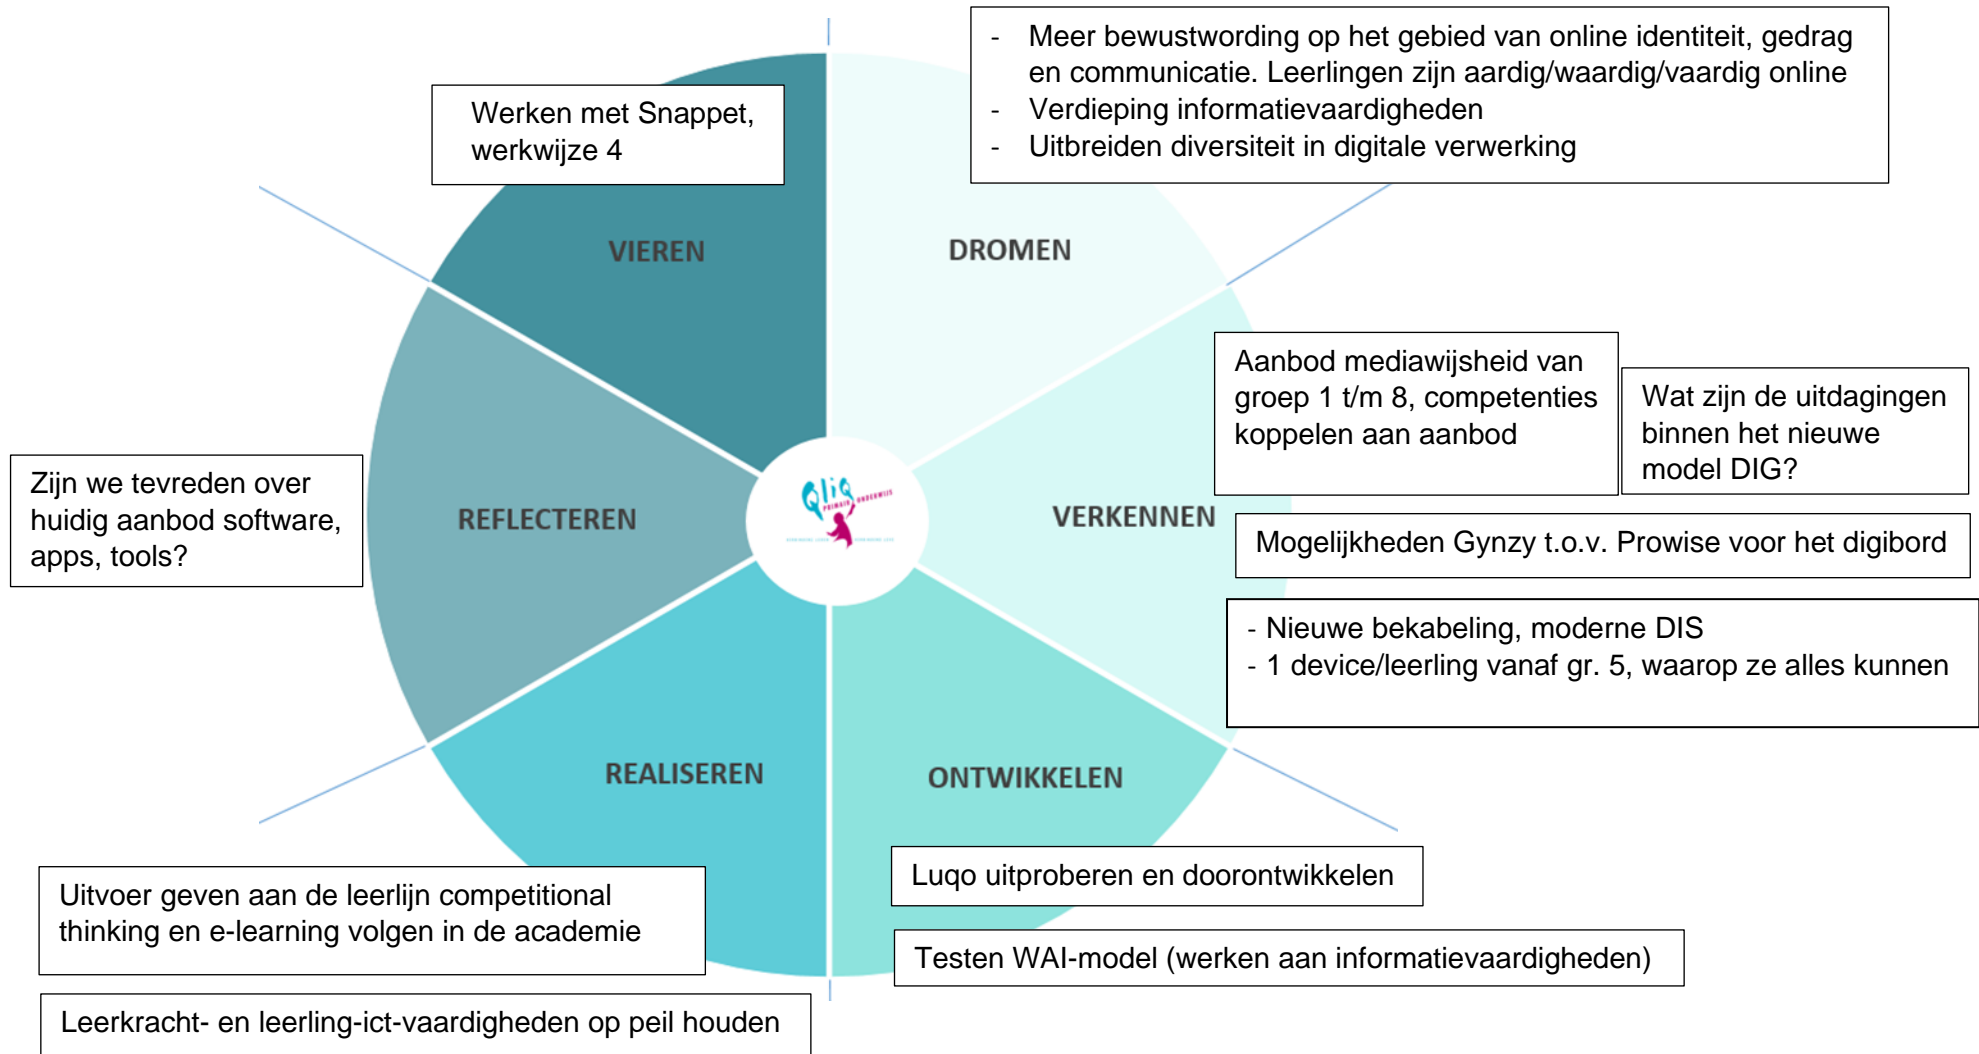 - Meer bewustwording op het gebied van online identiteit, gedrag
en communicatie. Leerlingen zijn aardig/waardig/vaardig online
- Verdieping informatievaardigheden
- Uitbreiden diversiteit in digitale verwerking
Werken met Snappet,
werkwijze 4
VIEREN
DROMEN
Aanbod mediawijsheid van
groep 1 t/m 8, competenties
koppelen aan aanbod
Wat zijn de uitdagingen
binnen het nieuwe
model DIG?
Zijn we tevreden over
huidig aanbod software,
apps, tools?
REFLECTEREN
QliQ
PRIMAIR ONDERWIJS
VERKENNEN
Mogelijkheden Gynzy t.o.v. Prowise voor het digibord
- Nieuwe bekabeling, moderne DIS
- 1 device/leerling vanaf gr. 5, waarop ze alles kunnen
REALISEREN
ONTWIKKELEN
Uitvoer geven aan de leerlijn competitional
thinking en e-learning volgen in de academie
Leerkracht- en leerling-ict-vaardigheden op peil houden
Luqo uitproberen en doorontwikkelen
Testen WAI-model (werken aan informatievaardigheden)